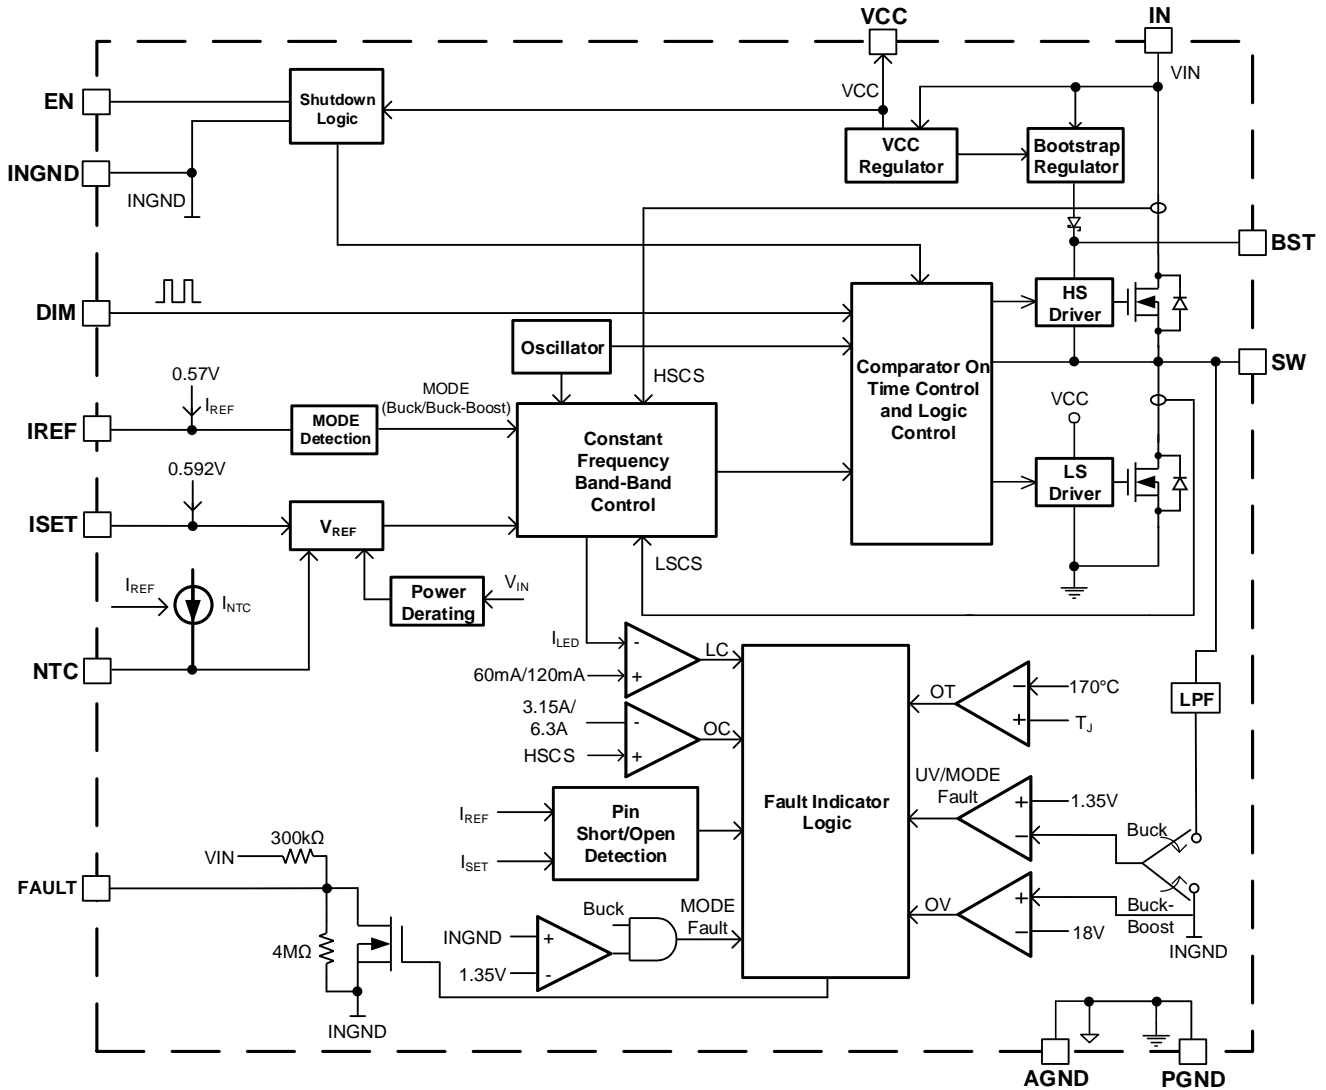 VCC
IN
VIN
EN
Shutdown
Logic
VCC
VCC
Regulator
Bootstrap
Regulator
INGND
INGND
BST
DIM
HS
Driver
Oscillator
SW
0.57V
IREF
MODE
(Buck/Buck-Boost)
HSCS
Comparator On
Time Control
and Logic
Control
VCC
IREF
MODE
Detection
Constant
Frequency
Band-Band
Control
0.592V
LS
Driver
ISET
VREF
LSCS
IREF
INTC
Power
Derating
VIN
NTC
ILED
-
LC
60mA/120mA
+
3.15A/
6.3A
-
OC
HSCS
+
OT
−
170°C
+
TJ
LPF
Fault Indicator
Logic
UV/MODE
Fault
+
1.35V
−
Buck
IREF
Pin
Short/Open
Detection
ISET
300kΩ
VIN
FAULT
4MΩ
INGND
OV
+
−
18V
Buck-
Boost
INGND
Buck
MODE
Fault
INGND
+
1.35V
-
AGND
PGND